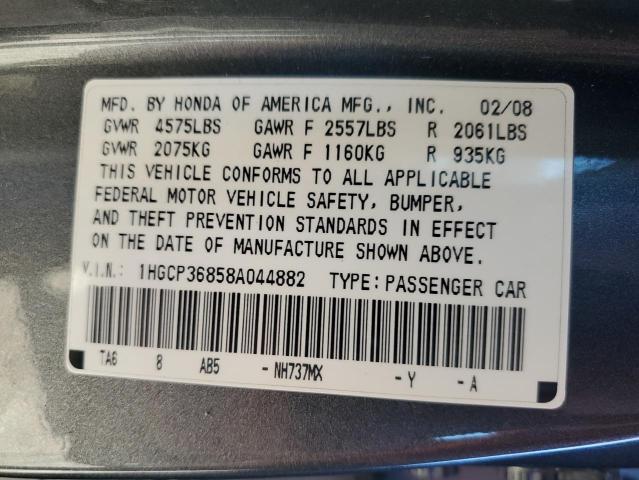 MFD. BY HONDA OF AMERICA MFG., INC. 02/08
GVWR 4575LBS GAWR F 2557LBS R 2061LBS
GVWR 2075KG GAWR F 1160KG R 935KG
THIS VEHICLE CONFORMS TO ALL APPLICABLE
FEDERAL MOTOR VEHICLE SAFETY, BUMPER,
AND THEFT PREVENTION STANDARDS IN EFFECT
ON THE DATE OF MANUFACTURE SHOWN ABOVE.
V.I.N.: 1HGCP36858A044882 TYPE: PASSENGER CAR
TA6 8 AB5 - NH737MX - Y - A